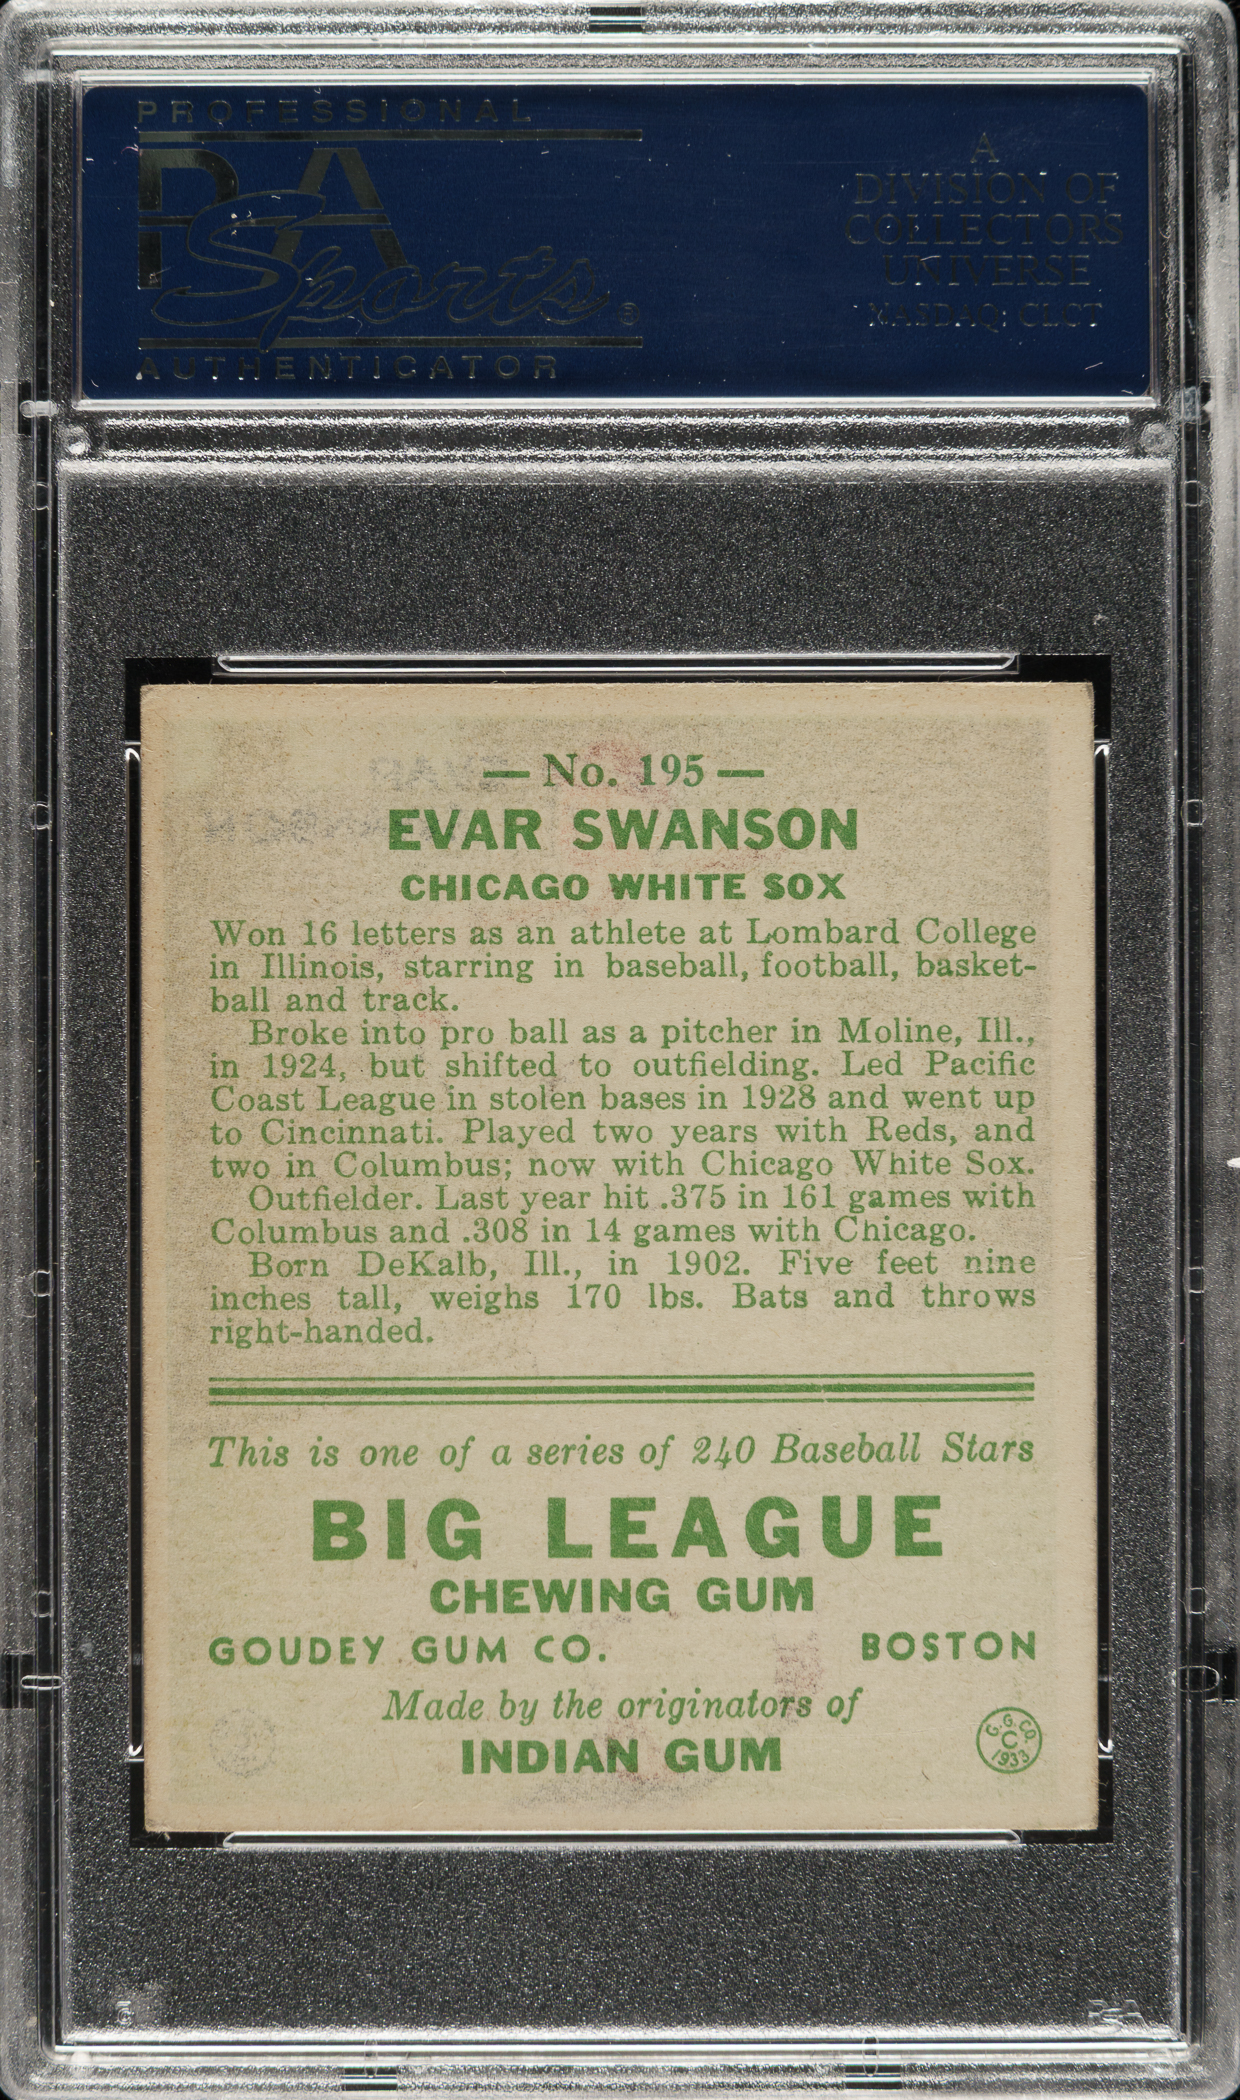 PROFESSIONAL
PSA
Sports ®
AUTHENTICATOR
A
DIVISION OF
COLLECTORS
UNIVERSE
NASDAQ: CLCT
— No. 195 —
EVAR SWANSON
CHICAGO WHITE SOX
Won 16 letters as an athlete at Lombard College
in Illinois, starring in baseball, football, basket-
ball and track.
Broke into pro ball as a pitcher in Moline, Ill.,
in 1924, but shifted to outfielding. Led Pacific
Coast League in stolen bases in 1928 and went up
to Cincinnati. Played two years with Reds, and
two in Columbus; now with Chicago White Sox.
Outfielder. Last year hit .375 in 161 games with
Columbus and .308 in 14 games with Chicago.
Born DeKalb, Ill., in 1902. Five feet nine
inches tall, weighs 170 lbs. Bats and throws
right-handed.
This is one of a series of 240 Baseball Stars
BIG LEAGUE
CHEWING GUM
GOUDEY GUM CO. BOSTON
Made by the originators of
INDIAN GUM
G.G.CO.
C
1933
PSA